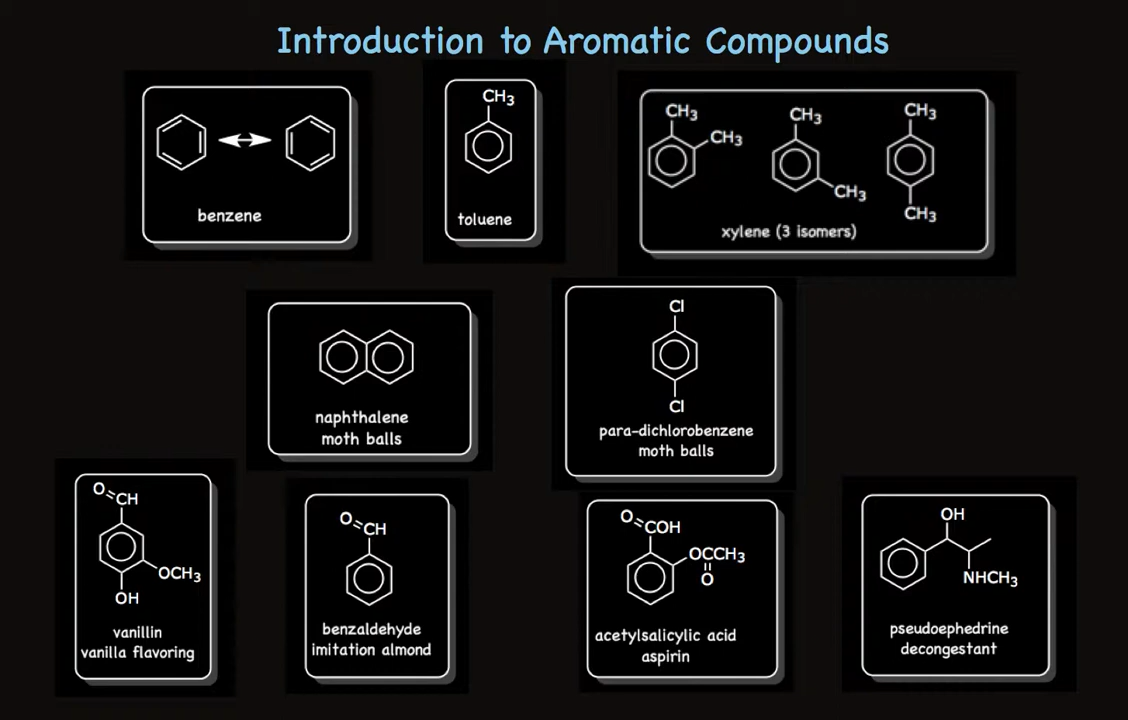 Introduction to Aromatic Compounds
benzene
CH3
toluene
CH3
CH3
CH3
CH3
CH3
CH3
xylene (3 isomers)
naphthalene
moth balls
Cl
Cl
para-dichlorobenzene
moth balls
O
CH
OCH3
OH
vanillin
vanilla flavoring
O
CH
benzaldehyde
imitation almond
O
COH
OCCH3
O
acetylsalicylic acid
aspirin
OH
NHCH3
pseudoephedrine
decongestant